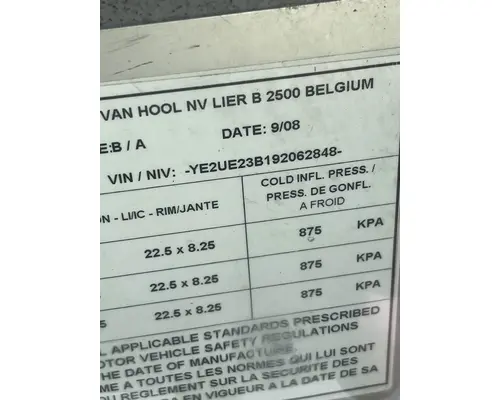 VAN HOOL NV LIER B 2500 BELGIUM
E:B / A DATE: 9/08
VIN / NIV: -YE2UE23B192062848-
ON - LI/IC - RIM/JANTE COLD INFL. PRESS. /
PRESS. DE GONFL.
A FROID
22.5 x 8.25 875 KPA
22.5 x 8.25 875 KPA
5 22.5 x 8.25 875 KPA
L APPLICABLE STANDARDS PRESCRIBED
OTOR VEHICLE SAFETY REGULATIONS
HE DATE OF MANUFACTURE.
ME A TOUTES LES NORMES QUI LUI SONT
DU REGLEMENT SUR LA SECURITE DES
A EN VIGUEUR A LA DATE DE SA